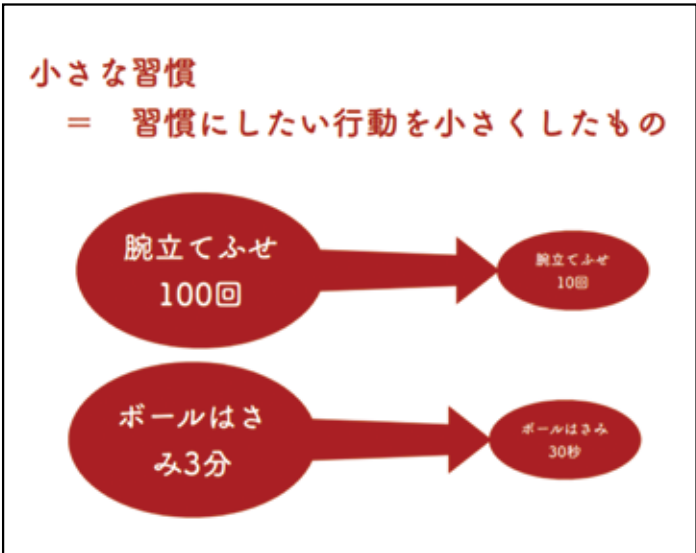 小さな習慣
＝ 習慣にしたい行動を小さくしたもの
腕立てふせ
100回
腕立てふせ
10回
ボールはさ
み3分
ボールはさみ
30秒